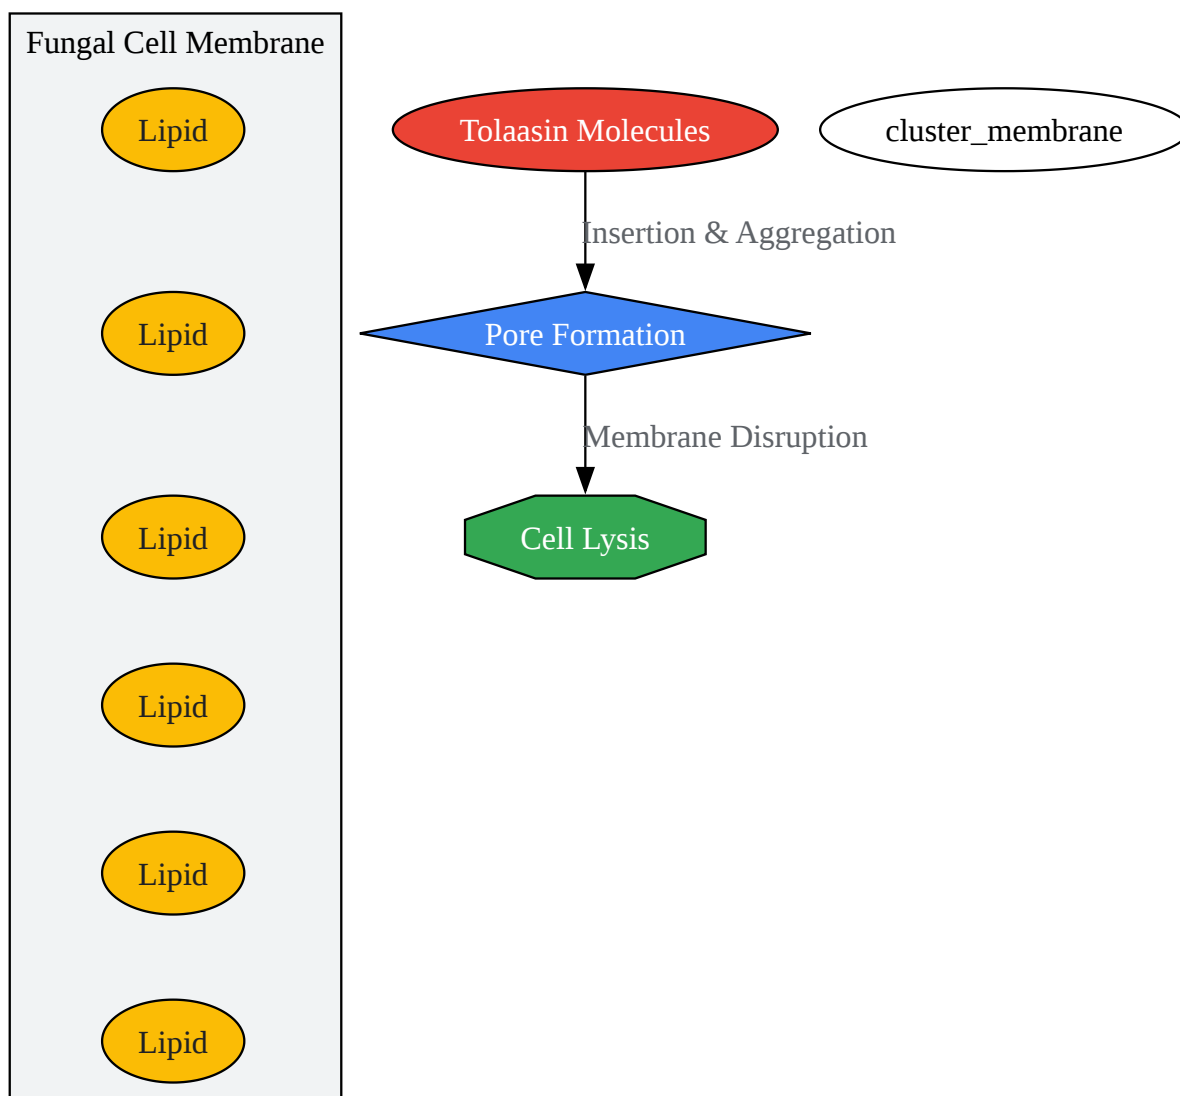 Fungal Cell Membrane
Lipid
Tolaasin Molecules
cluster_membrane
Insertion & Aggregation
Lipid
Pore Formation
Membrane Disruption
Lipid
Cell Lysis
Lipid
Lipid
Lipid